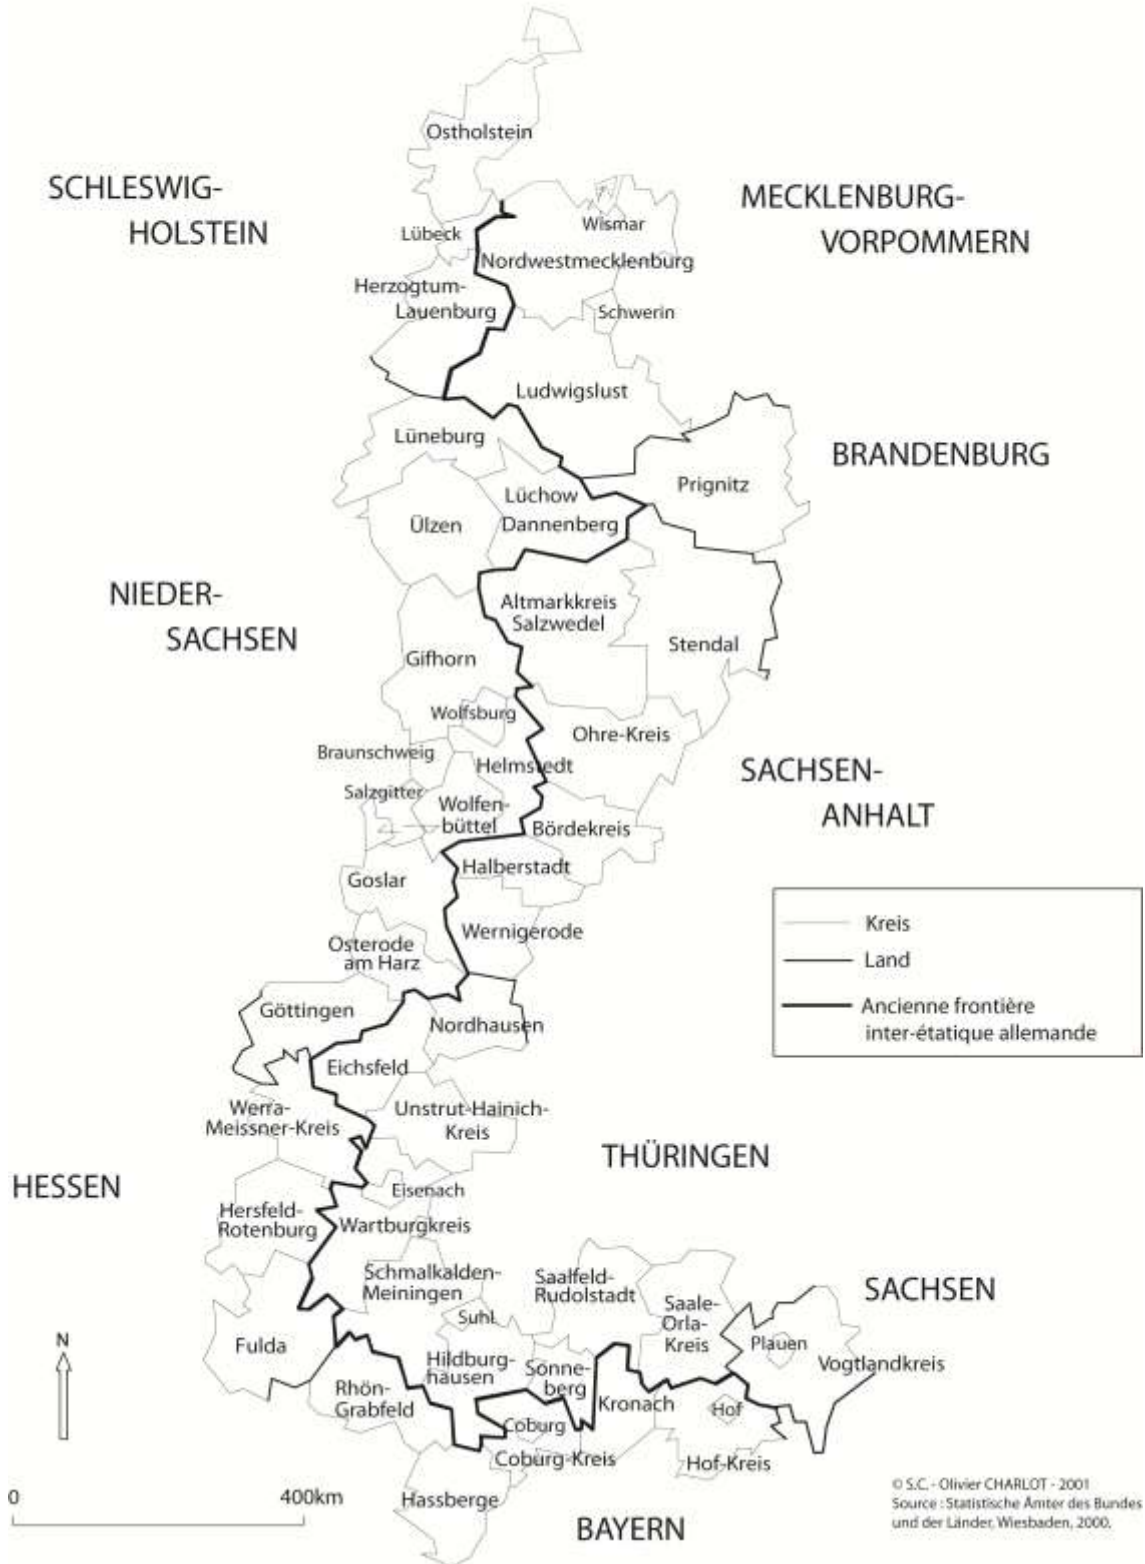 Ostholstein
SCHLESWIG-
HOLSTEIN
MECKLENBURG-
VORPOMMERN
Wismar
Lübeck
Nordwestmecklenburg
Herzogtum-
Lauenburg
Schwerin
Ludwigslust
Lüneburg
BRANDENBURG
Prignitz
Lüchow
Dannenberg
Ülzen
NIEDER-
SACHSEN
Altmarkkreis
Salzwedel
Stendal
Gifhorn
Wolfsburg
Ohre-Kreis
Braunschweig
Helmstedt
SACHSEN-
ANHALT
Salzgitter
Wolfen-
büttel
Bördekreis
Halberstadt
Goslar
Wernigerode
Osterode
am Harz
Kreis
Land
Ancienne frontière
inter-étatique allemande
Göttingen
Nordhausen
Eichsfeld
Werra-
Meissner-Kreis
Unstrut-Hainich-
Kreis
THÜRINGEN
HESSEN
Eisenach
Hersfeld-
Rotenburg
Wartburgkreis
Schmalkalden-
Meiningen
Saalfeld-
Rudolstadt
SACHSEN
Saale-
Orla-
Kreis
Suhl
Plauen
Vogtlandkreis
N
Fulda
Hildburg-
hausen
Sonne-
berg
Rhön-
Grabfeld
Kronach
Hof
Coburg
Coburg-Kreis
Hof-Kreis
0
400km
Hassberge
BAYERN
© S.C. - Olivier CHARLOT - 2001
Source : Statistische Ämter des Bundes
und der Länder, Wiesbaden, 2000.